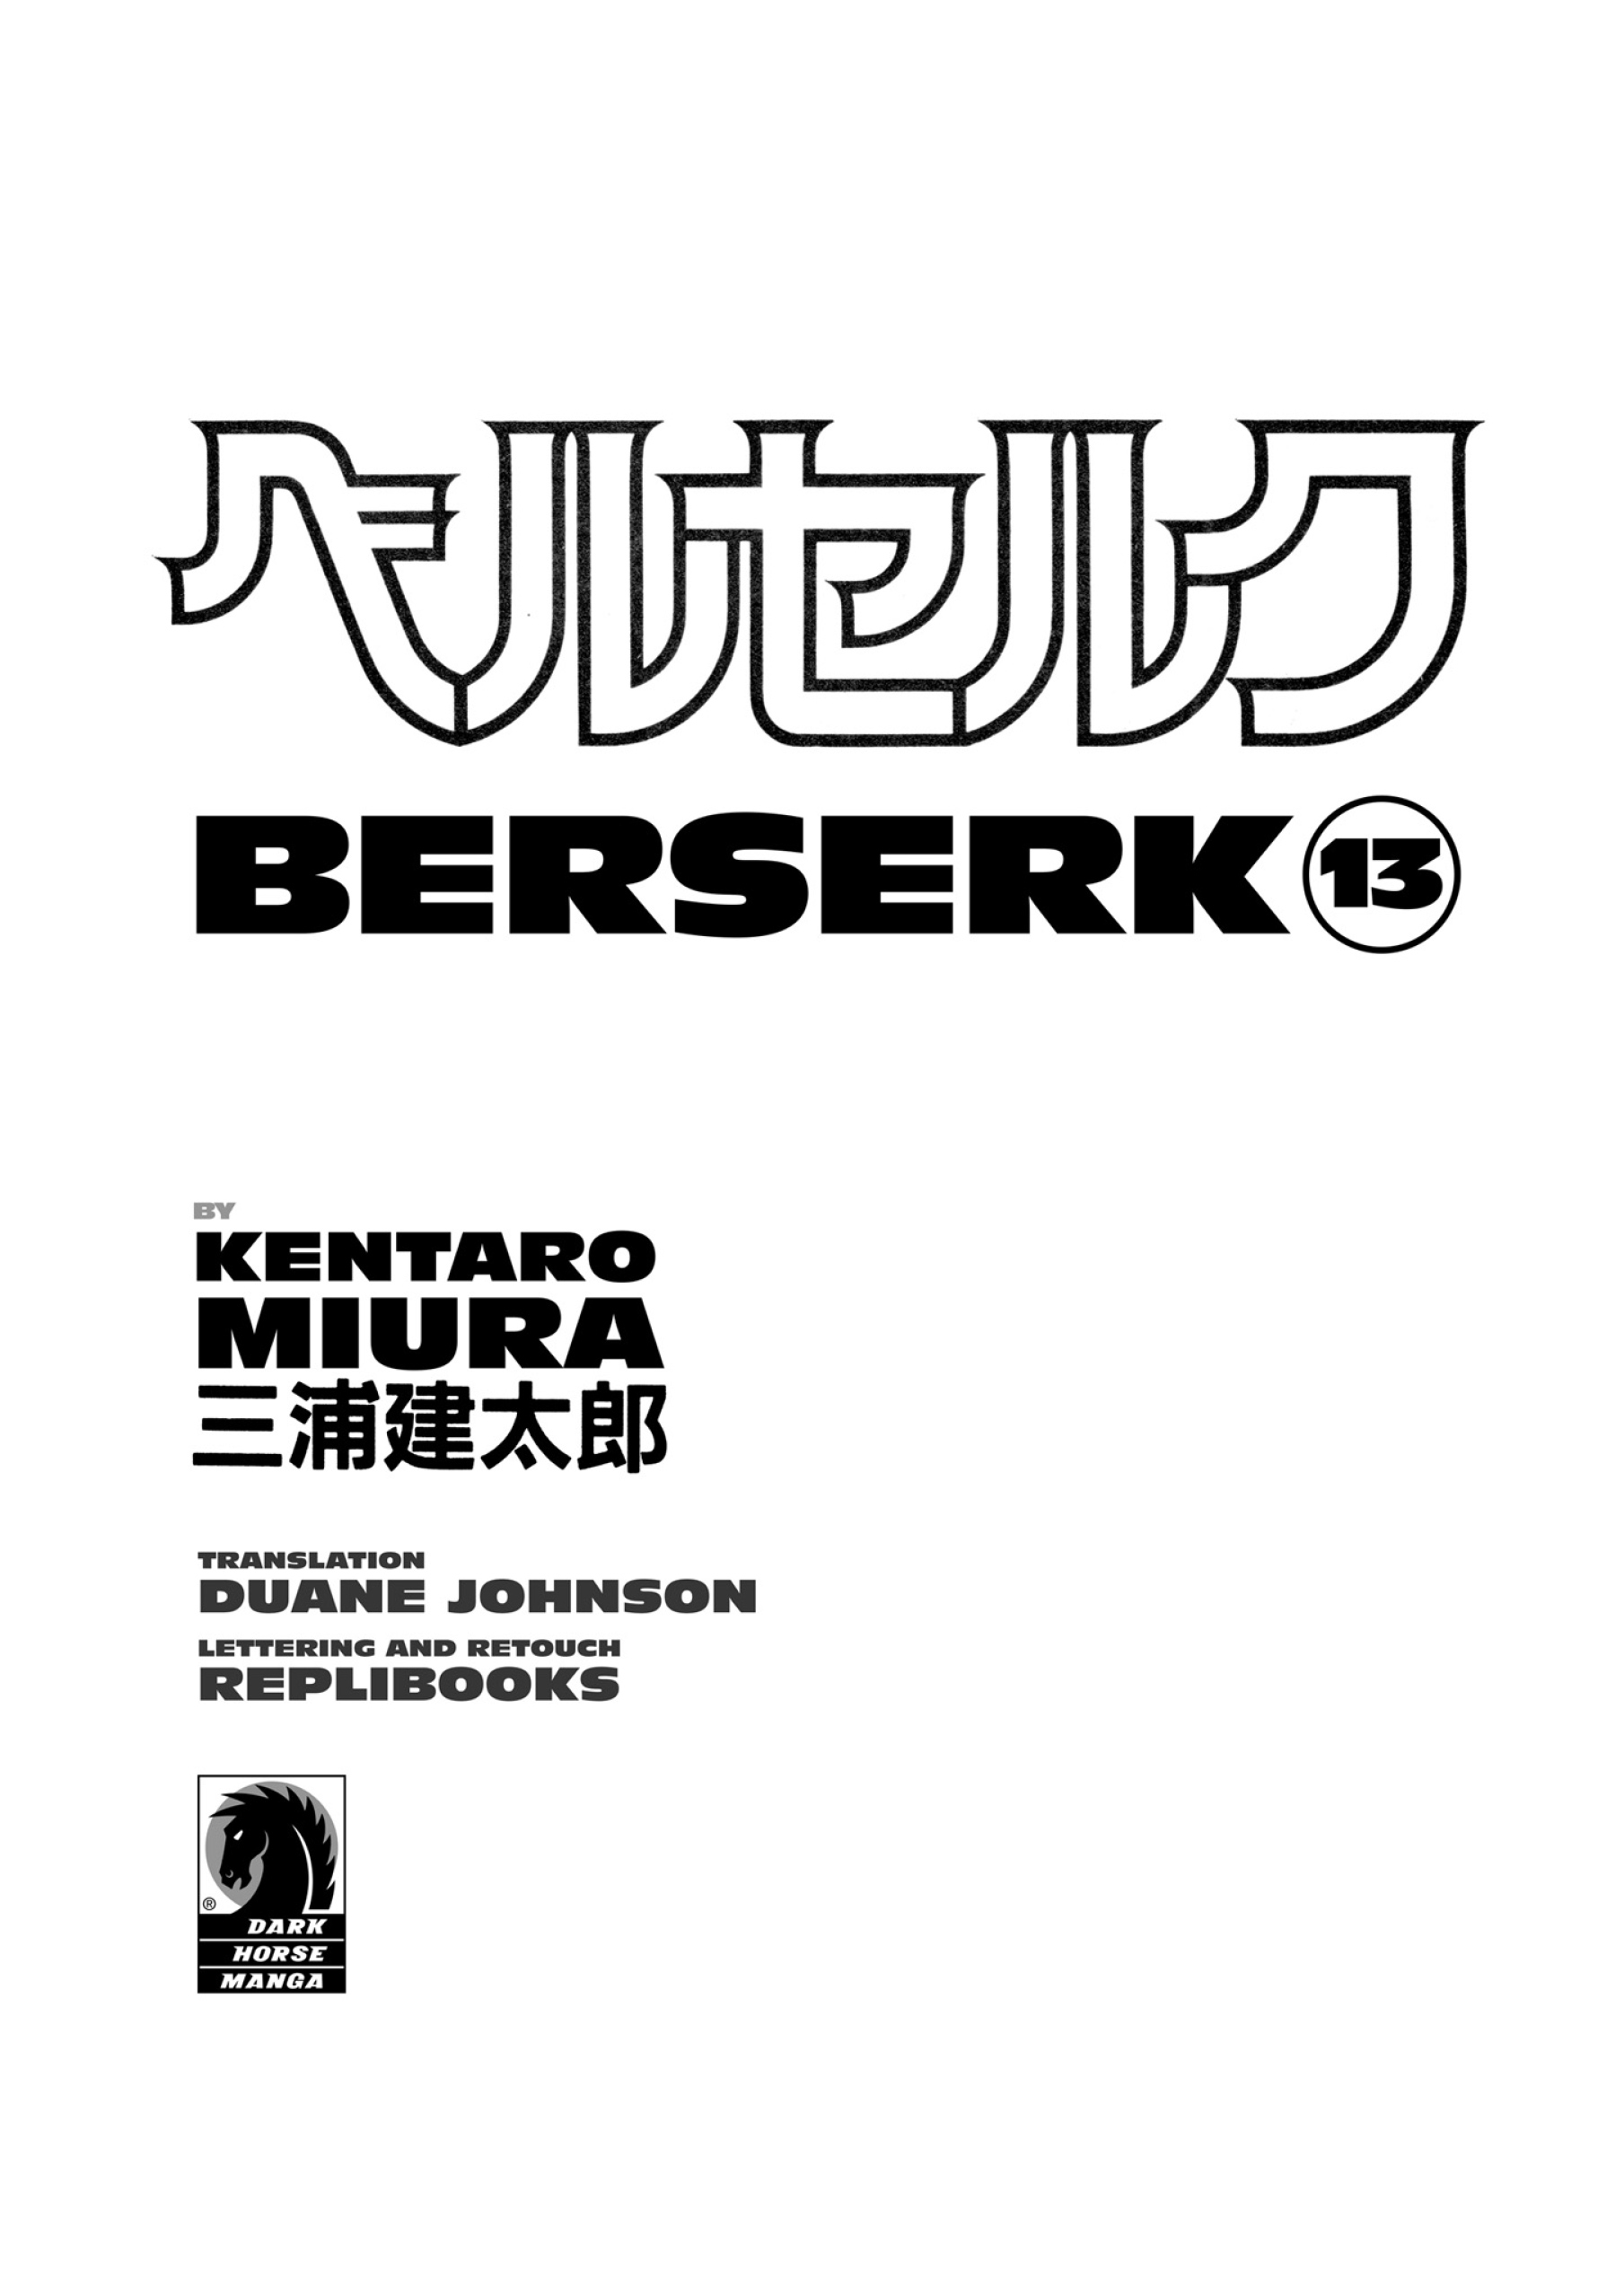 ベルセルク
BERSERK 13
BY
KENTARO
MIURA
三浦建太郎
TRANSLATION
DUANE JOHNSON
LETTERING AND RETOUCH
REPLIBOOKS
®
DARK
HORSE
MANGA